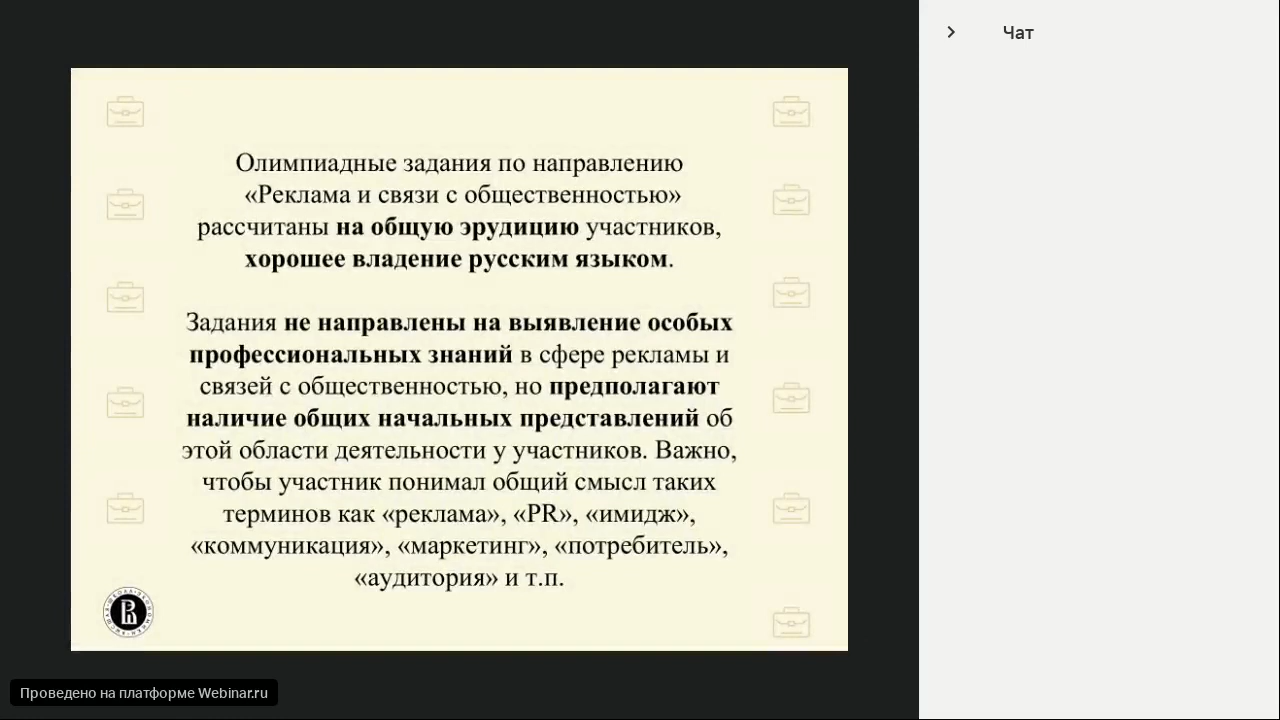 Чат
Олимпиадные задания по направлению
«Реклама и связи с общественностью»
рассчитаны на общую эрудицию участников,
хорошее владение русским языком.
Задания не направлены на выявление особых
профессиональных знаний в сфере рекламы и
связей с общественностью, но предполагают
наличие общих начальных представлений об
этой области деятельности у участников. Важно,
чтобы участник понимал общий смысл таких
терминов как «реклама», «PR», «имидж»,
«коммуникация», «маркетинг», «потребитель»,
«аудитория» и т.п.
Проведено на платформе Webinar.ru